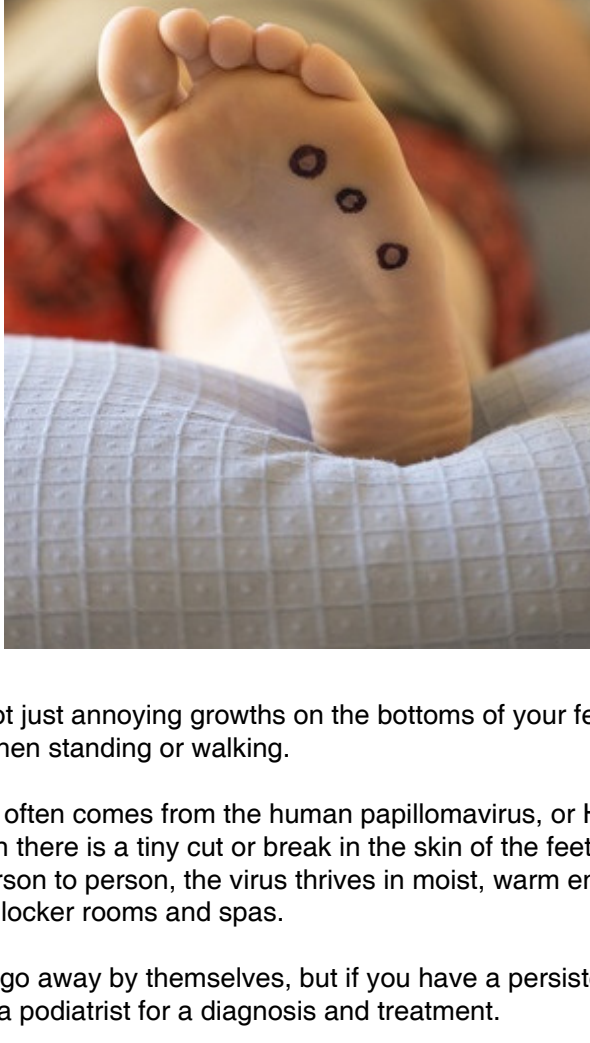 just annoying growths on the bottoms of your
standing or walking.
often comes from the human papillomavirus, or
there is a tiny cut or break in the skin of the feet
to person, the virus thrives in moist, warm
locker rooms and spas.
go away by themselves, but if you have a
a podiatrist for a diagnosis and treatment.